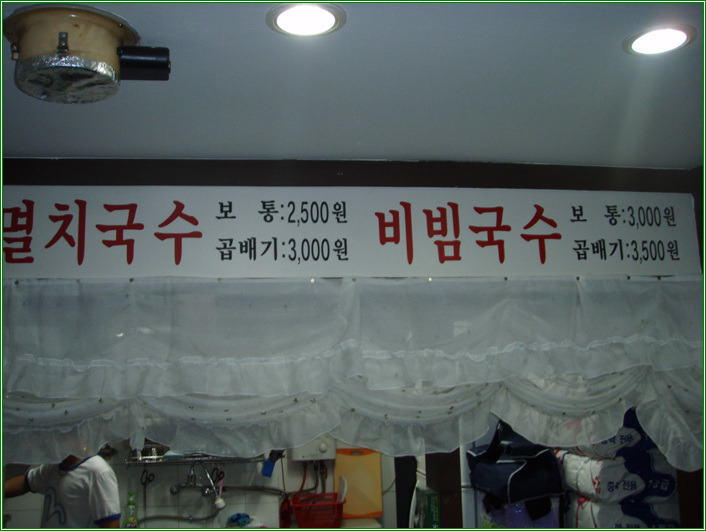 멸치국수
보 통:2,500원
곱배기:3,000원
비빔국수
보 통:3,000원
곱배기:3,500원
전용